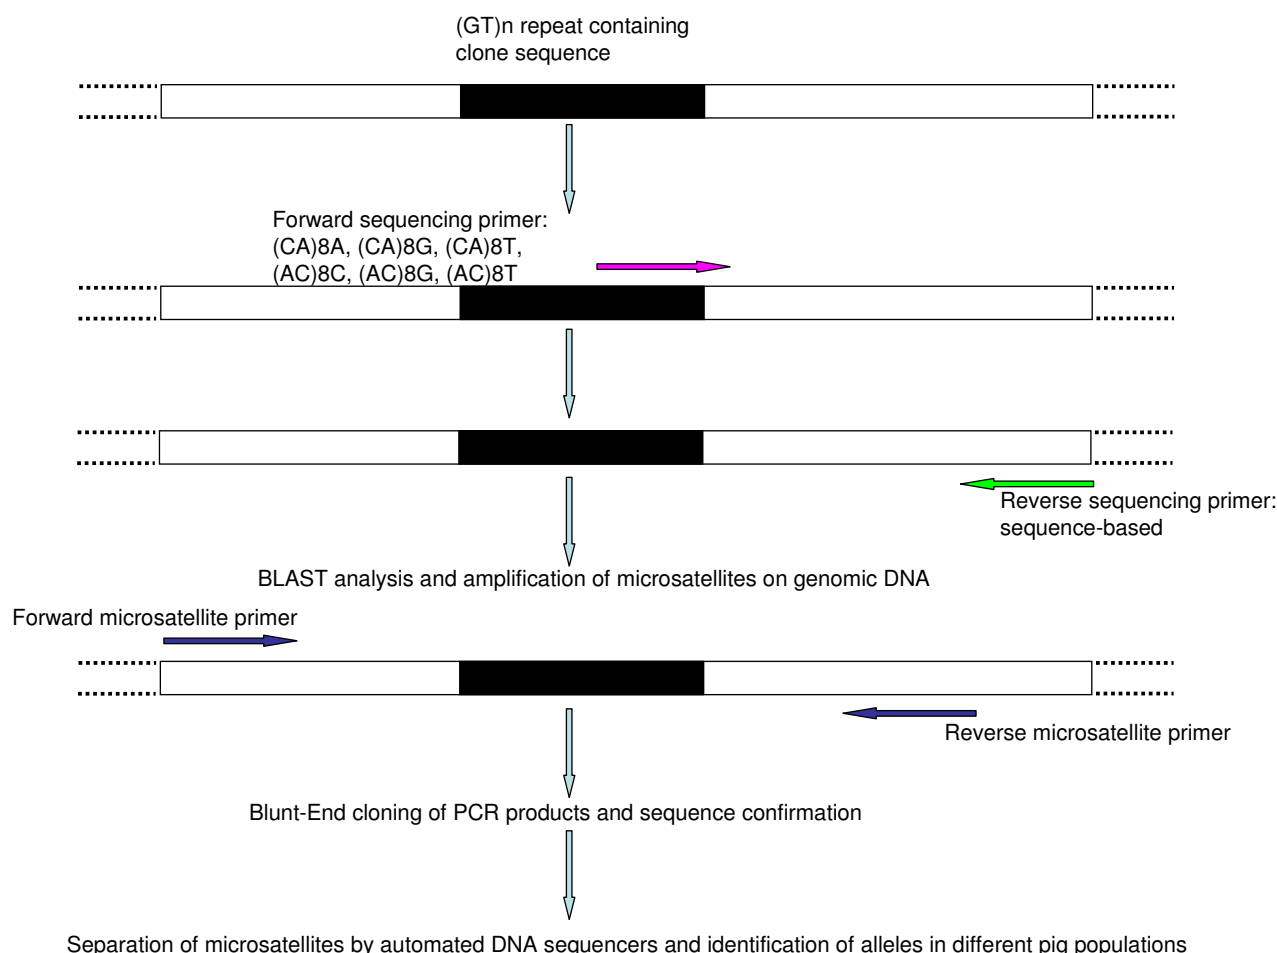 (GT)n repeat containing
clone sequence
Forward sequencing primer:
(CA)8A, (CA)8G, (CA)8T,
(AC)8C, (AC)8G, (AC)8T
Reverse sequencing primer:
sequence-based
BLAST analysis and amplification of microsatellites on genomic DNA
Forward microsatellite primer
Reverse microsatellite primer
Blunt-End cloning of PCR products and sequence confirmation
Separation of microsatellites by automated DNA sequencers and identification of alleles in different pig populations